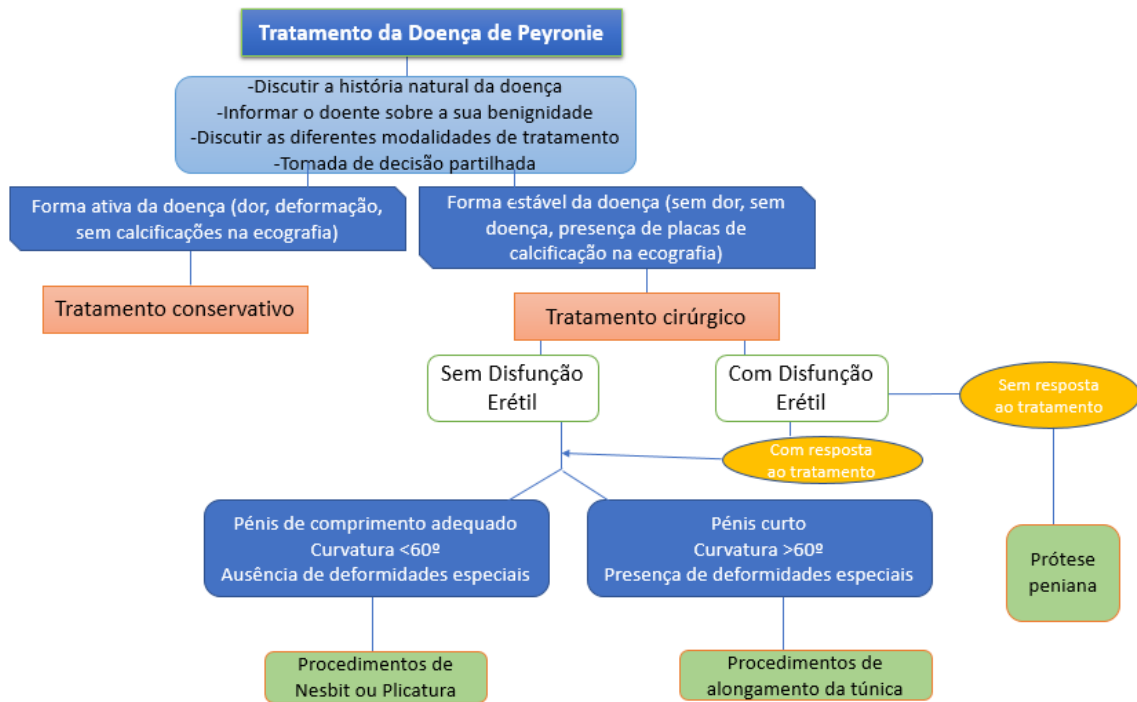 Tratamento da Doença de Peyronie
-Discutir a história natural da doença
-Informar o doente sobre a sua benignidade
-Discutir as diferentes modalidades de tratamento
-Tomada de decisão partilhada
Forma ativa da doença (dor, deformação,
sem calcificações na ecografia)
Forma estável da doença (sem dor, sem
doença, presença de placas de
calcificação na ecografia)
Tratamento conservativo
Tratamento cirúrgico
Sem Disfunção
Erétil
Com Disfunção
Erétil
Sem resposta
ao tratamento
Com resposta
ao tratamento
Pénis de comprimento adequado
Curvatura <60º
Ausência de deformidades especiais
Pénis curto
Curvatura >60º
Presença de deformidades especiais
Prótese
peniana
Procedimentos de
Nesbit ou Plicatura
Procedimentos de
alongamento da túnica